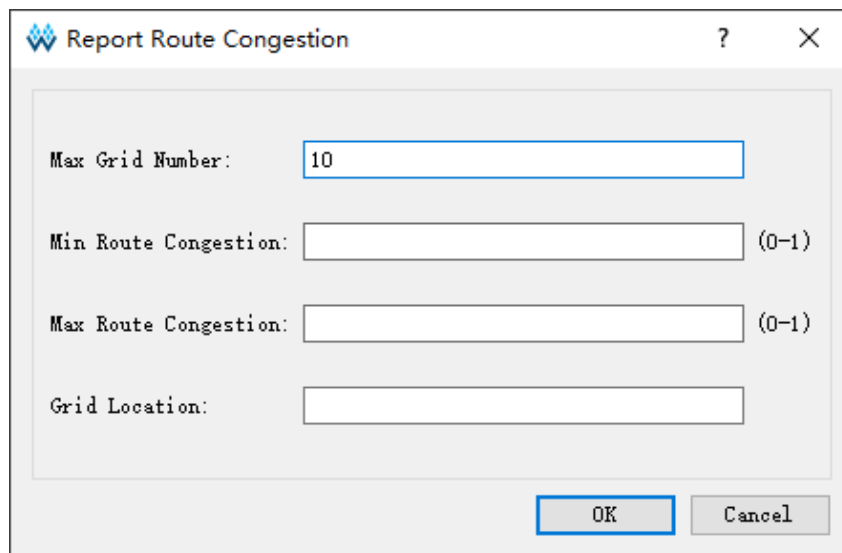 Report Route Congestion ?
Max Grid Number: 10
Min Route Congestion: (0-1)
Max Route Congestion: (0-1)
Grid Location:
OK Cancel